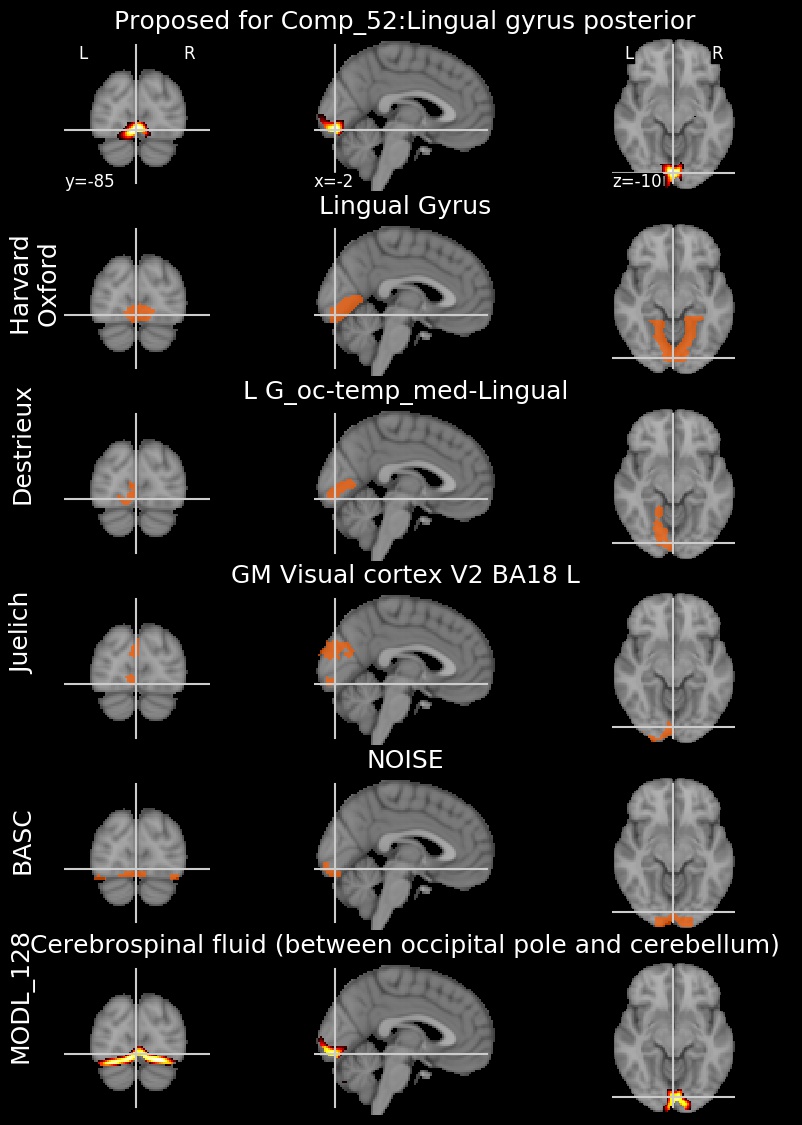 Proposed for Comp_52:Lingual gyrus posterior
L R
L R
y=-85
x=-2
z=-10
Lingual Gyrus
Harvard
Oxford
L G_oc-temp_med-Lingual
Destrieux
GM Visual cortex V2 BA18 L
Juelich
NOISE
BASC
Cerebrospinal fluid (between occipital pole and cerebellum)
MODL_128